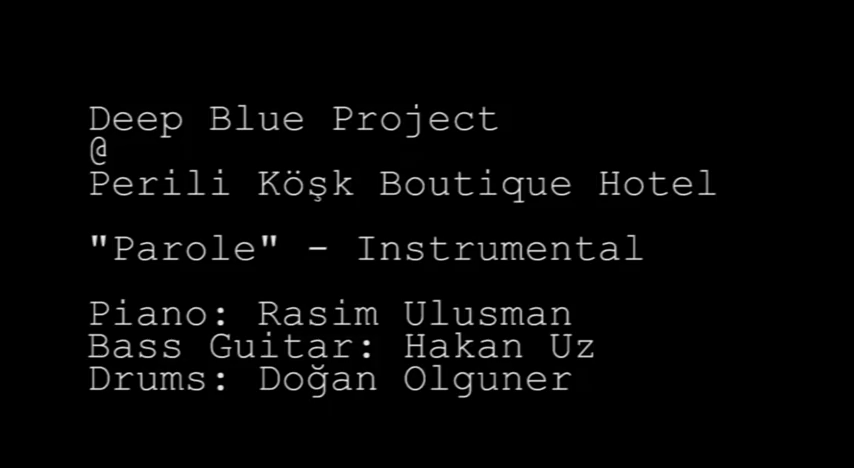 Deep Blue Project
@
Perili Köşk Boutique Hotel
"Parole" - Instrumental
Piano: Rasim Ulusman
Bass Guitar: Hakan Uz
Drums: Doğan Olguner